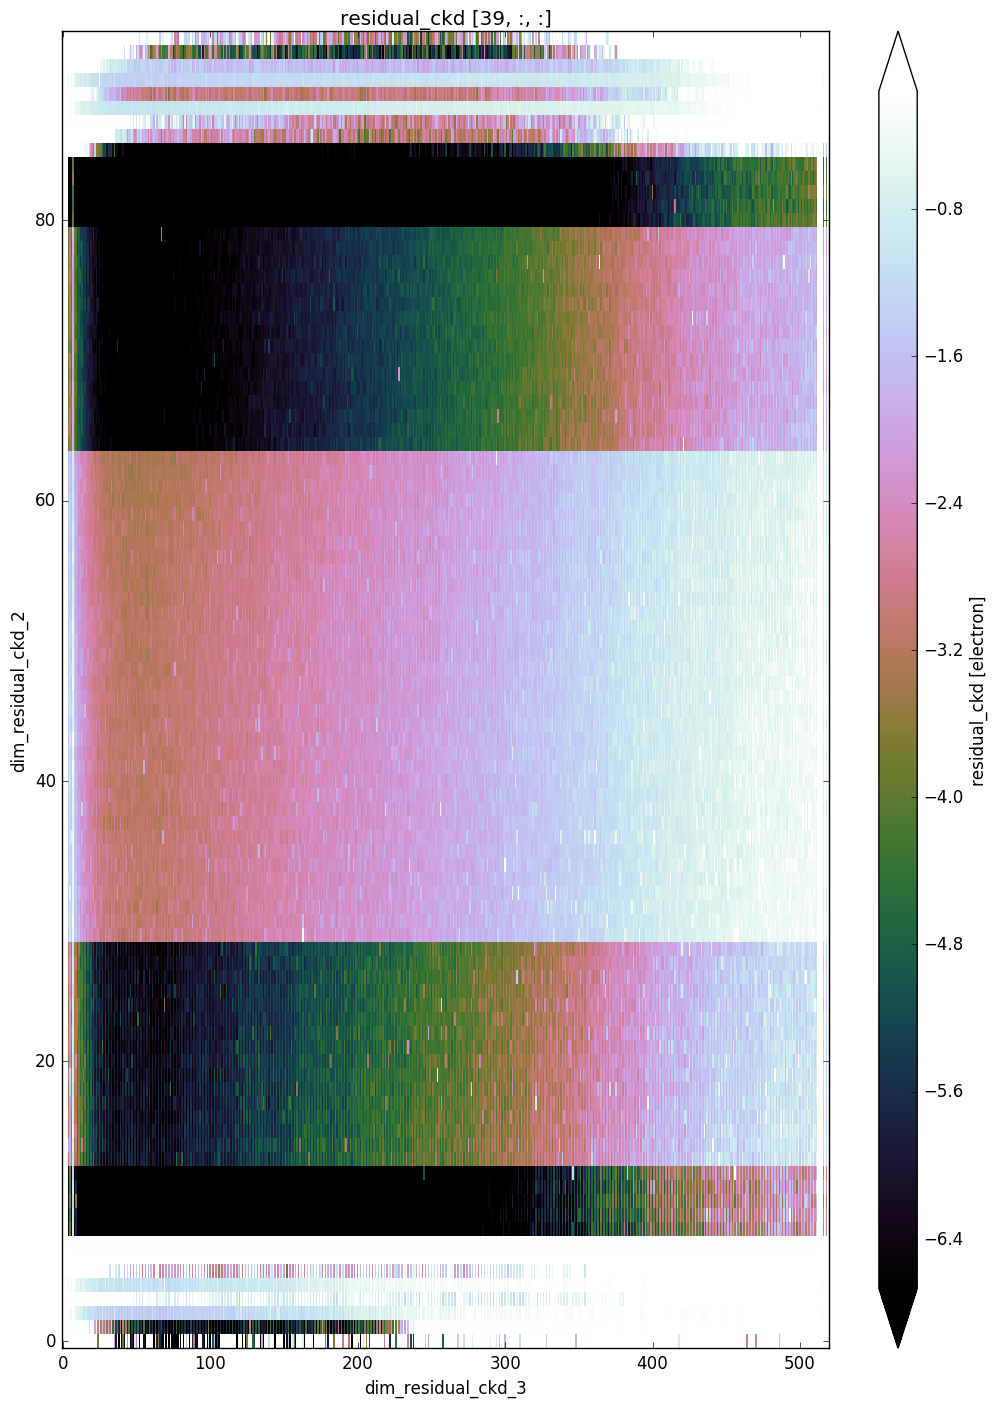 residual_ckd [39, :, :]
80
60
40
20
0
dim_residual_ckd_2
0 100 200 300 400 500
dim_residual_ckd_3
−0.8
−1.6
−2.4
−3.2
−4.0
−4.8
−5.6
−6.4
residual_ckd [electron]